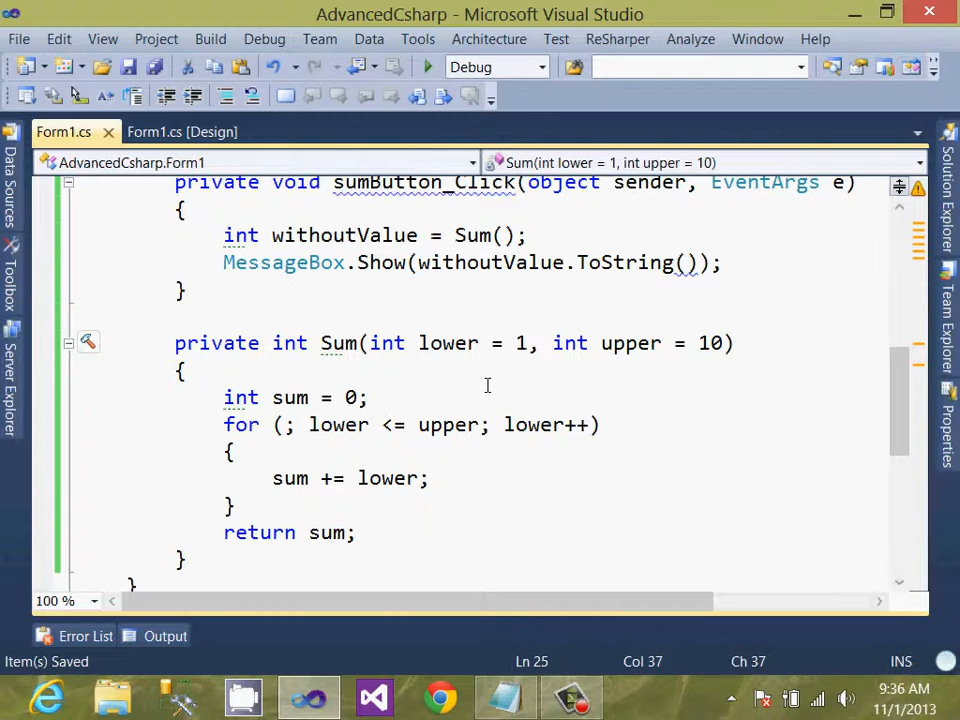 AdvancedCsharp - Microsoft Visual Studio
File Edit View Project Build Debug Team Data Tools Architecture Test ReSharper Analyze Window Help
Debug
Form1.cs Form1.cs [Design]
AdvancedCsharp.Form1 Sum(int lower = 1, int upper = 10)
private void sumButton_Click(object sender, EventArgs e)
{
int withoutValue = Sum();
MessageBox.Show(withoutValue.ToString());
}
private int Sum(int lower = 1, int upper = 10)
{
int sum = 0;
for (; lower <= upper; lower++)
{
sum += lower;
}
return sum;
}
}
100 %
Data Sources
Toolbox
Server Explorer
Solution Explorer
Team Explorer
Properties
Error List Output
Item(s) Saved Ln 25 Col 37 Ch 37 INS
9:36 AM
11/1/2013